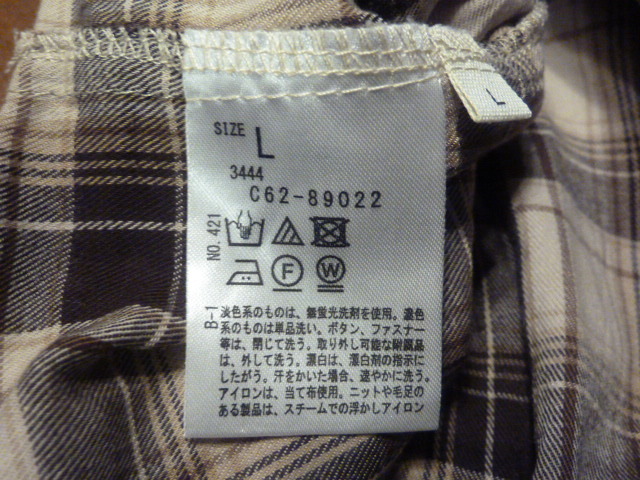 SIZE L
L
3444
C62-89022
NO.421
F
W
B-1
淡色系のものは、無蛍光洗剤を使用。濃色
系のものは単品洗い。ボタン、ファスナー
等は、閉じて洗う。取り外し可能な附属品
は、外して洗う。漂白は、漂白剤の指示に
したがう。汗をかいた場合、速やかに洗う。
アイロンは、当て布使用。ニットや毛足の
ある製品は、スチームでの浮かしアイロン